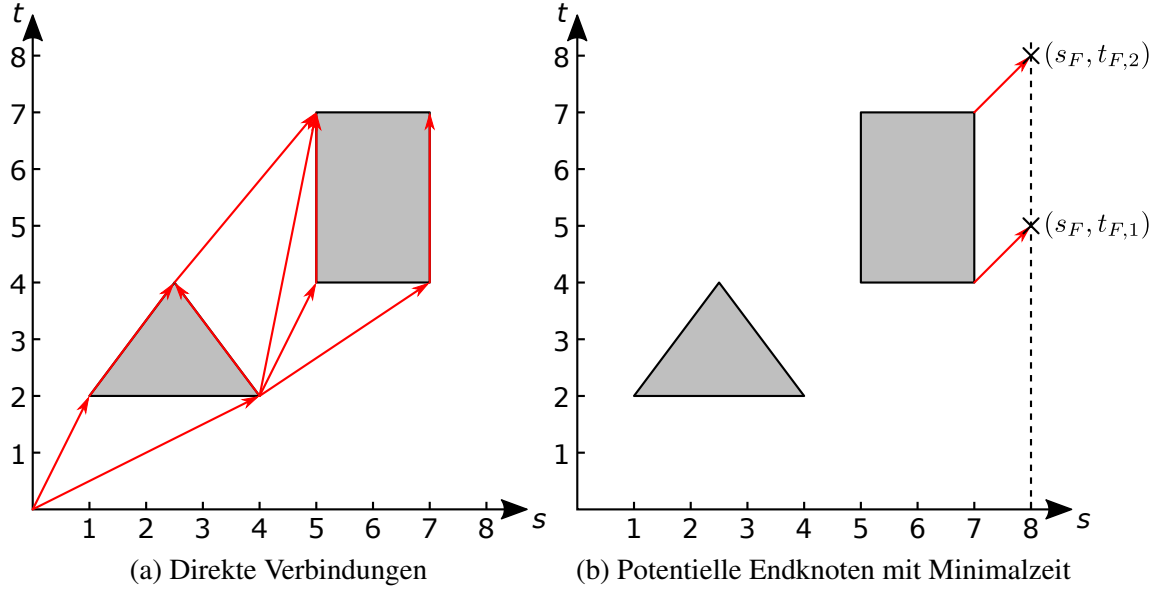 t
8
7
6
5
4
3
2
1
1 2 3 4 5 6 7 8 s
(a) Direkte Verbindungen
t
8
7
6
5
4
3
2
1
1 2 3 4 5 6 7 8 s
(s_F, t_{F,2})
(s_F, t_{F,1})
(b) Potentielle Endknoten mit Minimalzeit